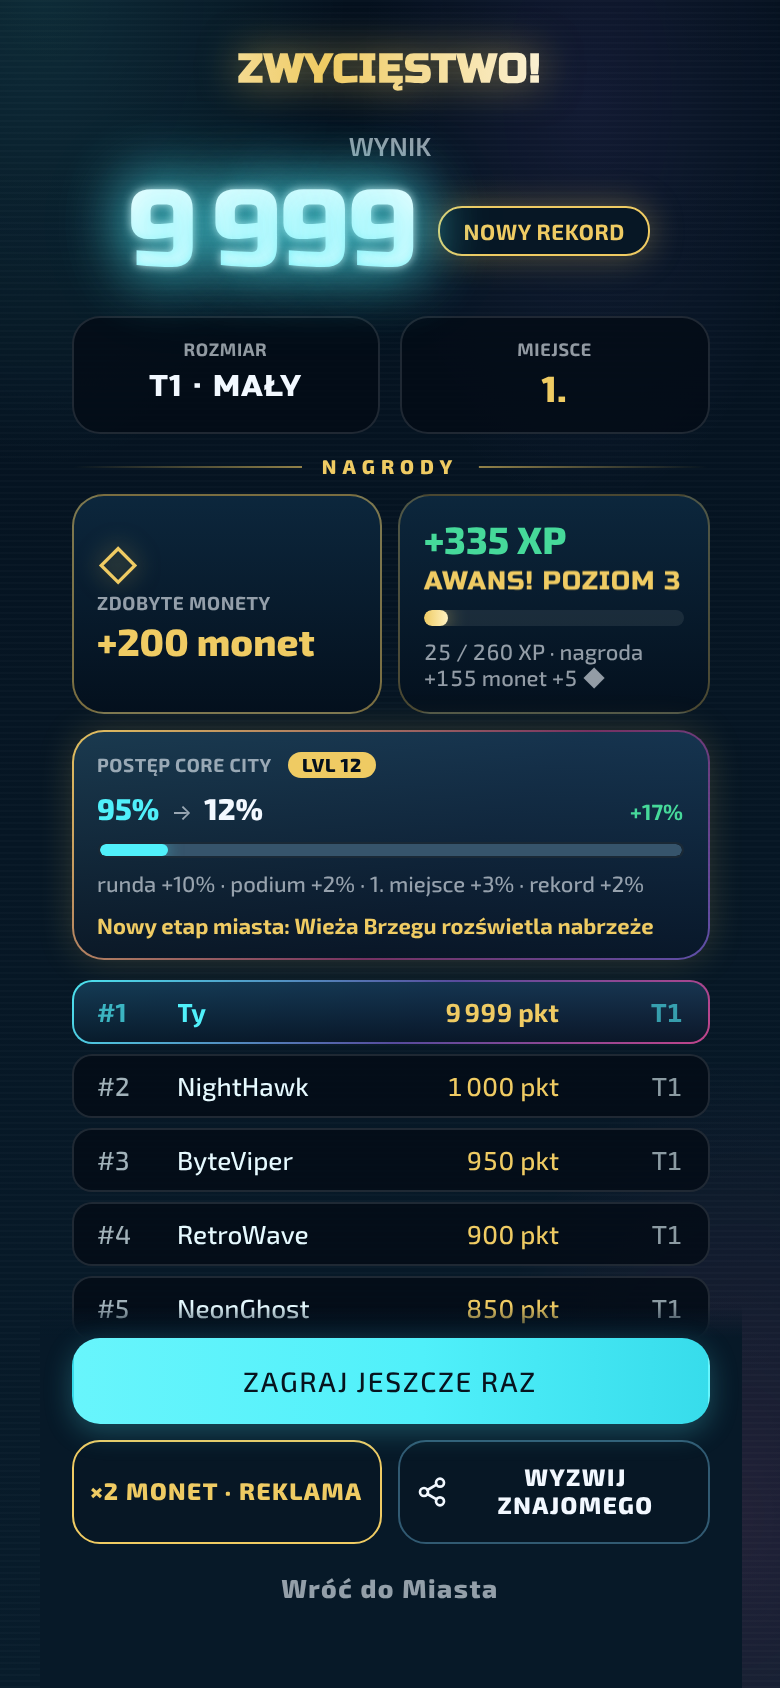 ZWYCIĘSTWO!
WYNIK
9 999
NOWY REKORD
ROZMIAR
T1 · MAŁY
MIEJSCE
1.
NAGRODY
ZDOBYTE MONETY
+200 monet
+335 XP
AWANS! POZIOM 3
25 / 260 XP · nagroda
+155 monet +5 ◆
POSTĘP CORE CITY LVL 12
95% → 12% +17%
runda +10% · podium +2% · 1. miejsce +3% · rekord +2%
Nowy etap miasta: Wieża Brzegu rozświetla nabrzeże
#1 Ty 9 999 pkt T1
#2 NightHawk 1 000 pkt T1
#3 ByteViper 950 pkt T1
#4 RetroWave 900 pkt T1
#5 NeonGhost 850 pkt T1
ZAGRAJ JESZCZE RAZ
×2 MONET · REKLAMA
WYZWIJ
ZNAJOMEGO
Wróć do Miasta